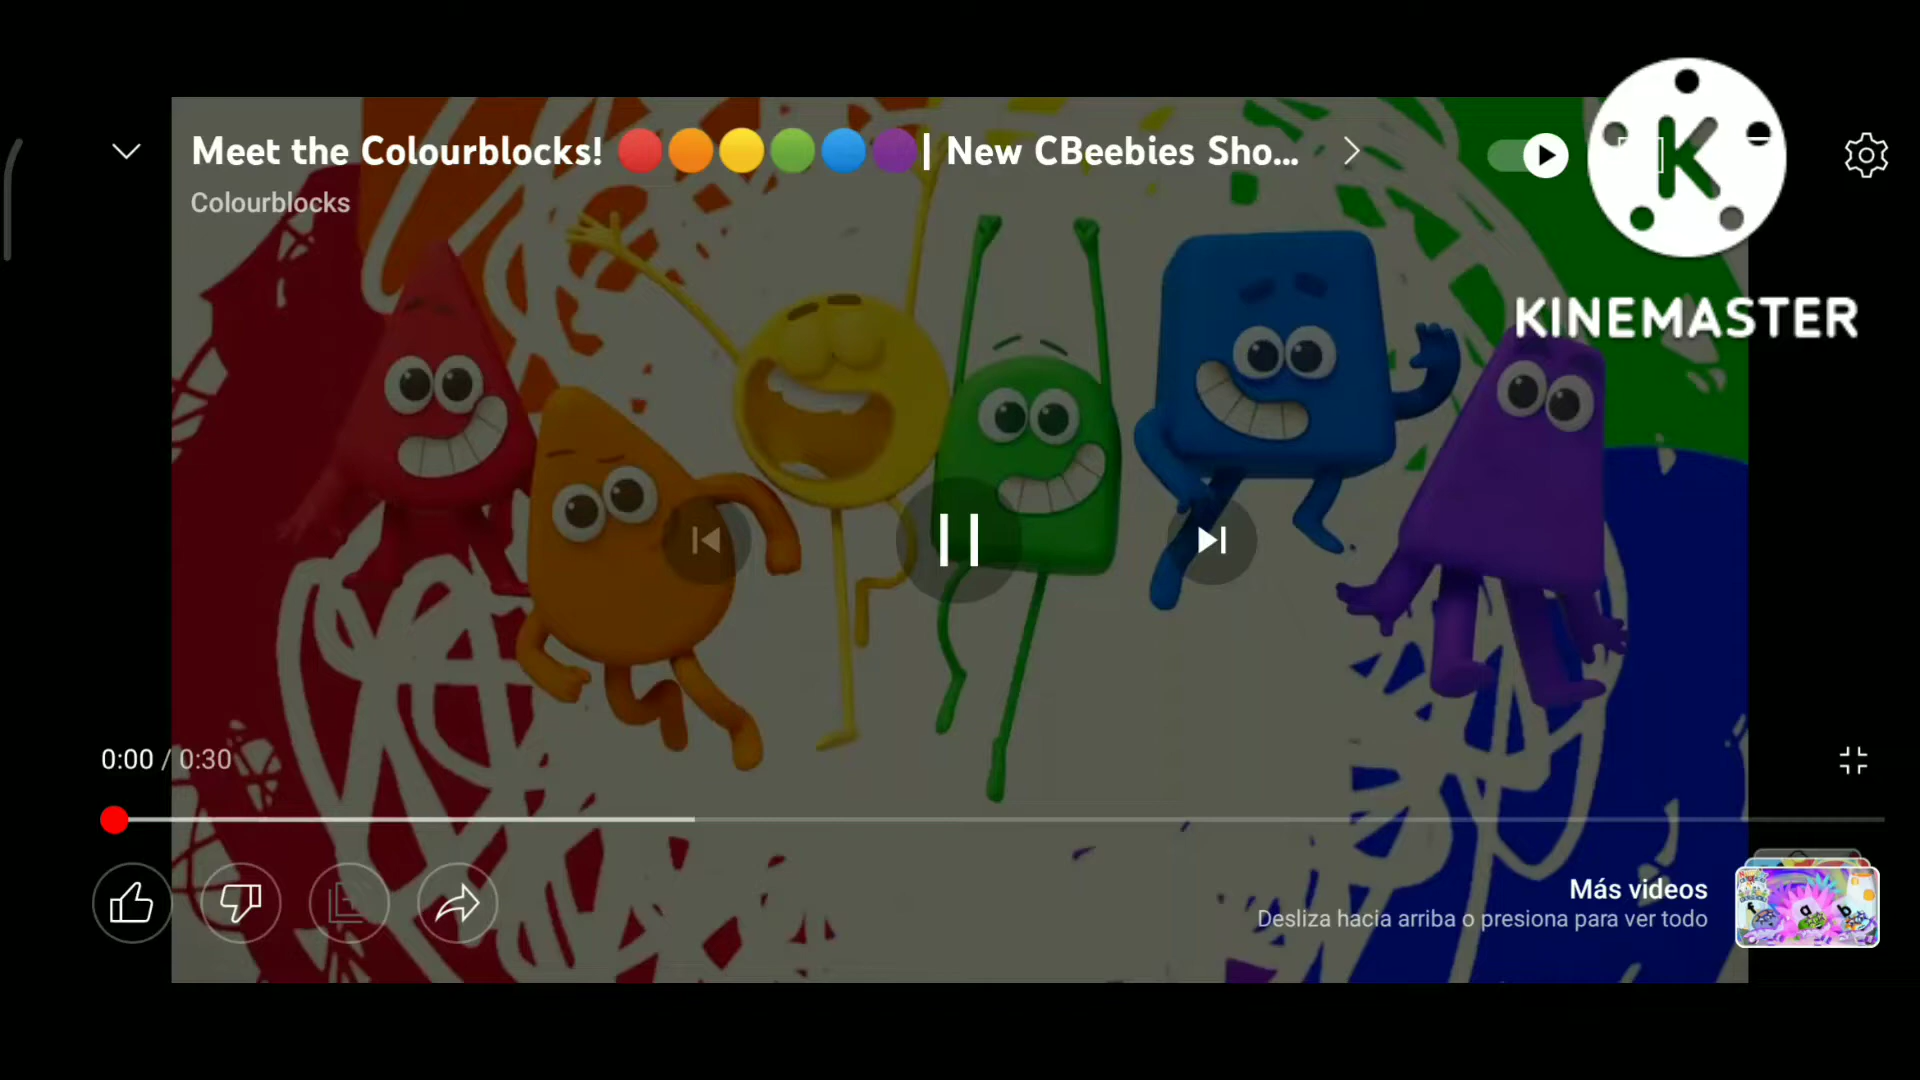 Meet the Colourblocks! 🔴🟠🟡🟢🔵🟣| New CBeebies Sho...
Colourblocks
K
KINEMASTER
0:00 / 0:30
Más videos
Desliza hacia arriba o presiona para ver todo
f
a
b